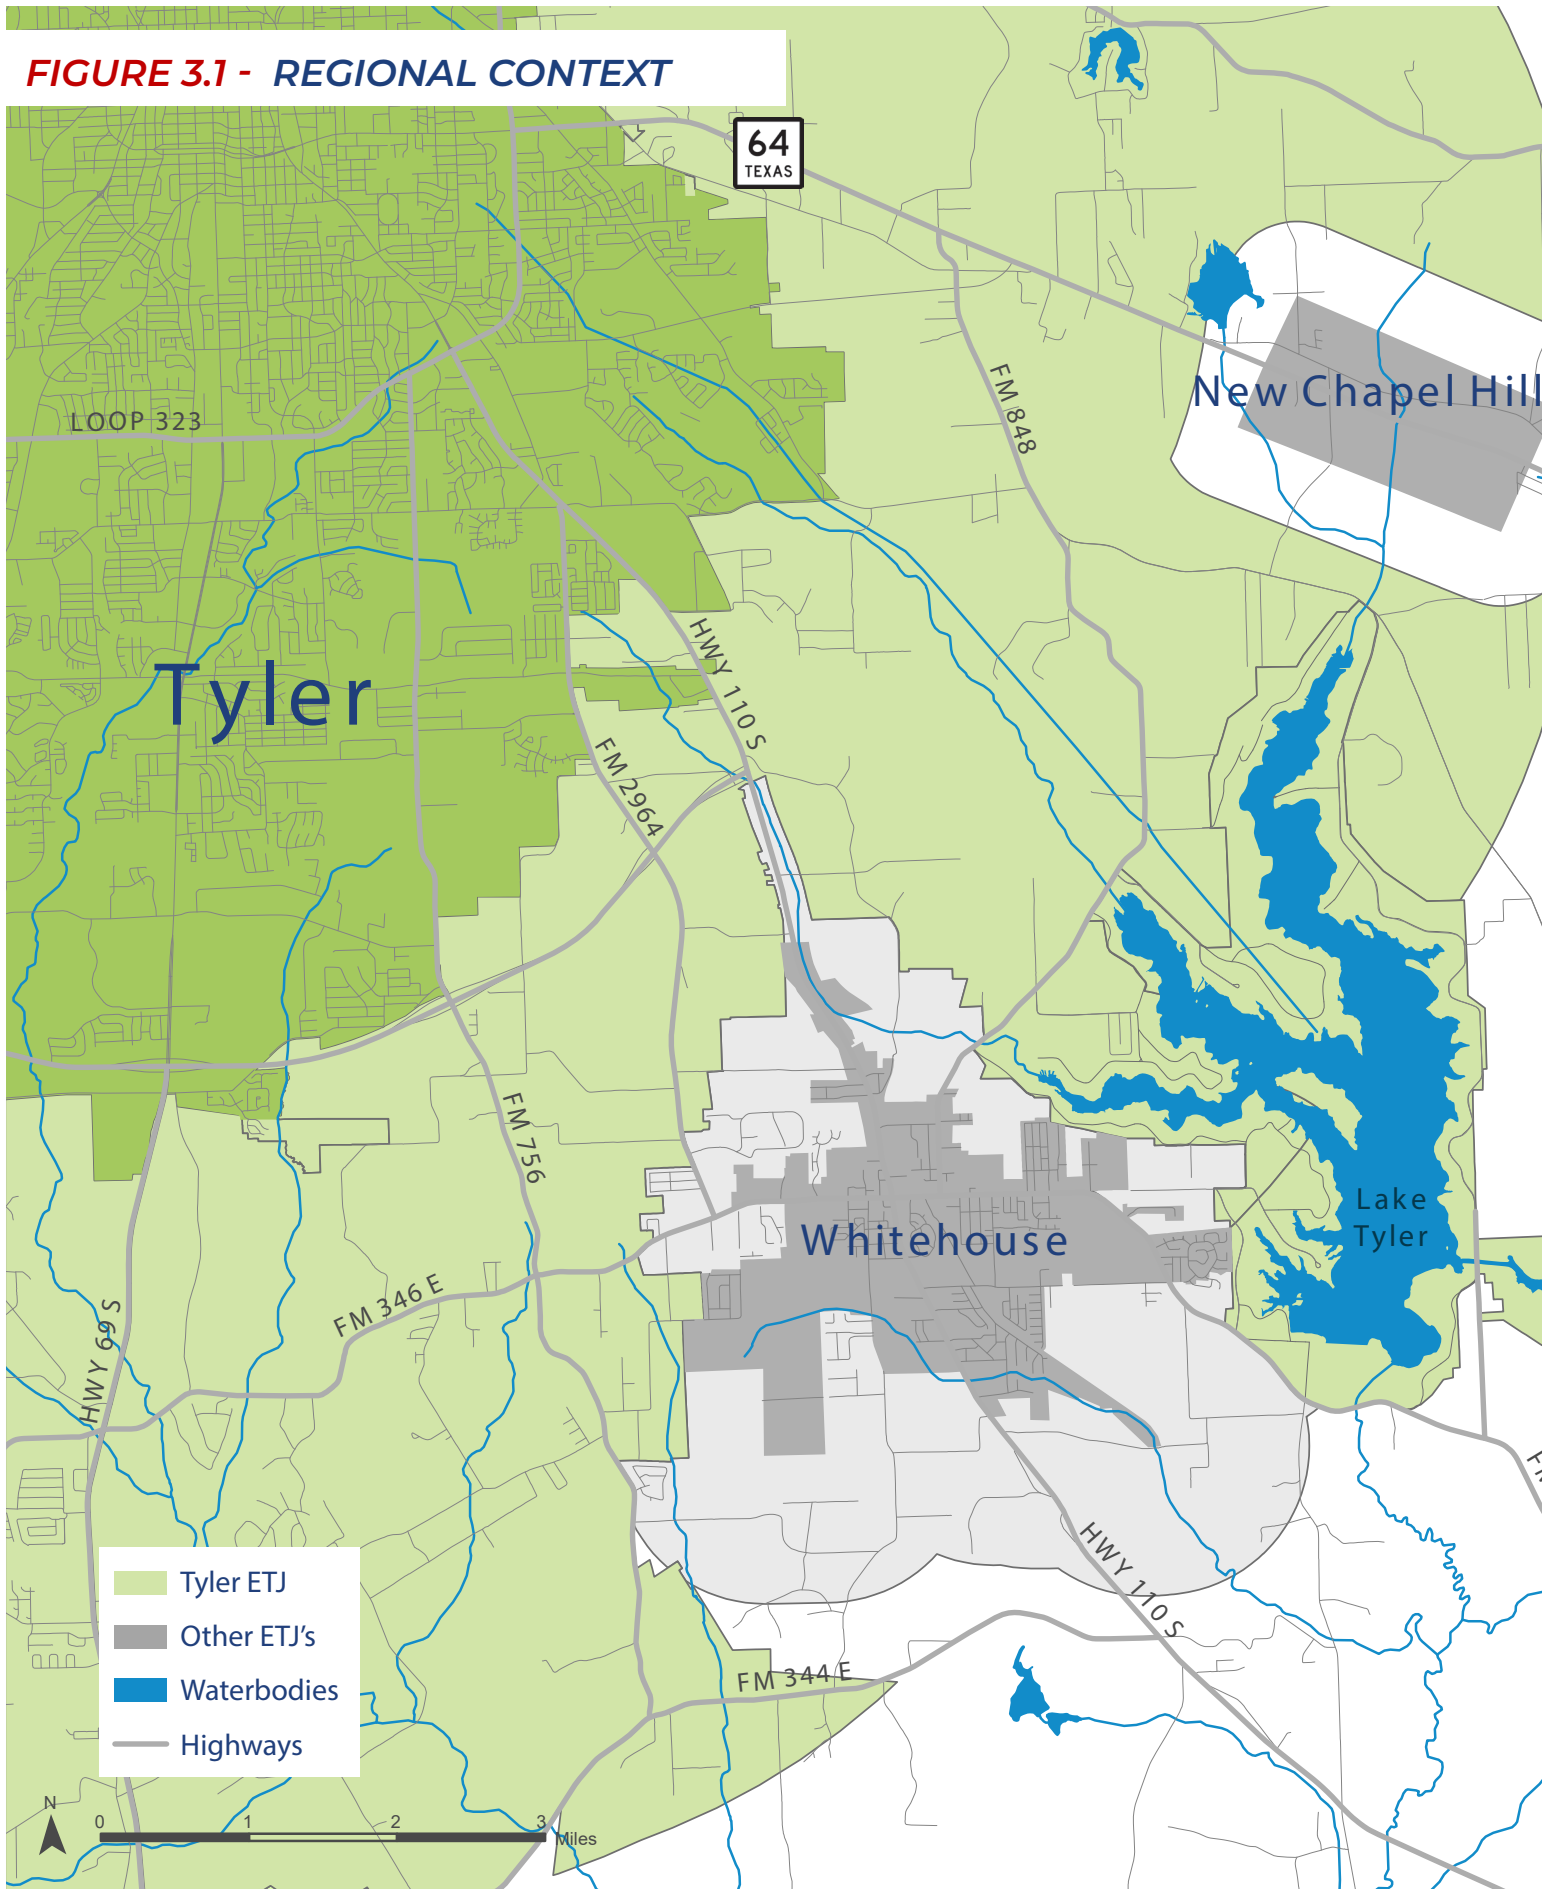 FIGURE 3.1 - REGIONAL CONTEXT
64
TEXAS
New Chapel Hill
LOOP 323
FM 848
Tyler
HWY 110 S
FM 2964
FM 756
Lake
Tyler
Whitehouse
FM 346 E
HWY 69 S
HWY 110 S
FM 344 E
Tyler ETJ
Other ETJ's
Waterbodies
Highways
N
0 1 2 3
Miles